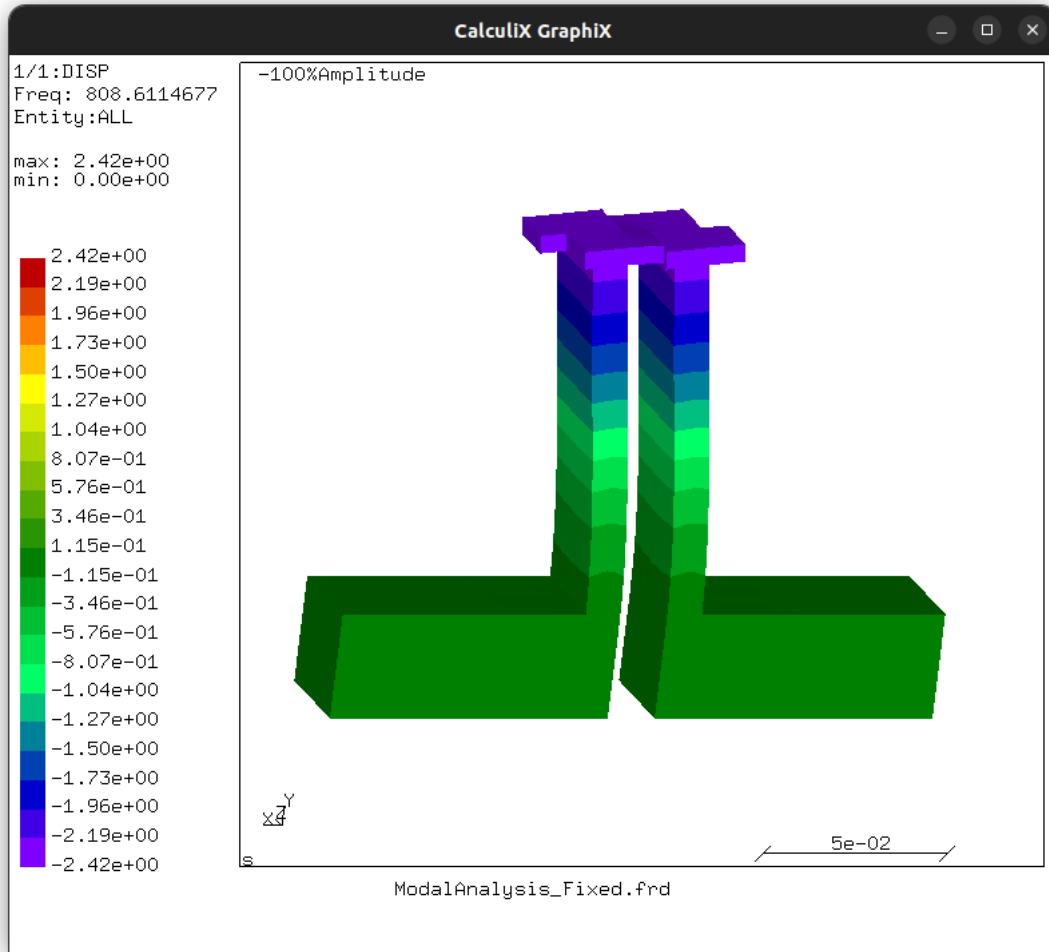 CalculiX GraphiX
1/1:DISP
Freq: 808.6114677
Entity:ALL
max: 2.42e+00
min: 0.00e+00
-100%Amplitude
2.42e+00
2.19e+00
1.96e+00
1.73e+00
1.50e+00
1.27e+00
1.04e+00
8.07e-01
5.76e-01
3.46e-01
1.15e-01
-1.15e-01
-3.46e-01
-5.76e-01
-8.07e-01
-1.04e+00
-1.27e+00
-1.50e+00
-1.73e+00
-1.96e+00
-2.19e+00
-2.42e+00
Y
X Z
5e-02
s
ModalAnalysis_Fixed.frd